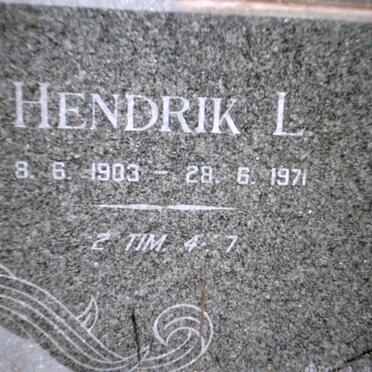 HENDRIK L.
8. 6. 1903 - 28. 6. 1971
2 TIM. 4: 7